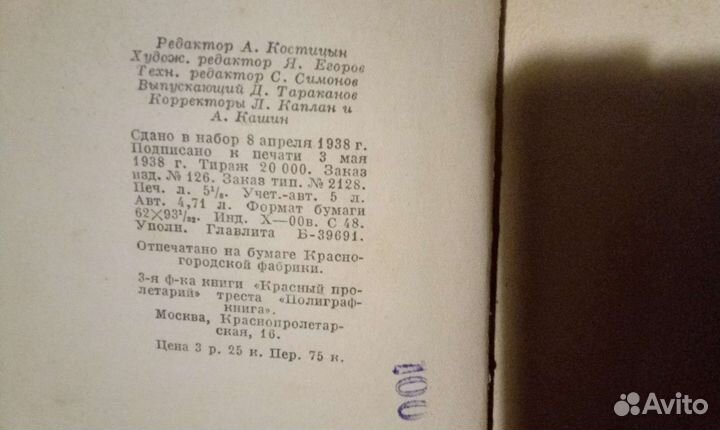 Редактор А. Костицын
Худож. редактор Я. Егоров
Техн. редактор С. Симонов
Выпускающий Д. Тараканов
Корректоры Л. Каплан и
А. Кашин
Сдано в набор 8 апреля 1938 г.
Подписано к печати 3 мая
1938 г. Тираж 20 000. Заказ
изд. № 126. Заказ тип. № 2128.
Печ. л. 5¹/₈. Учет.-авт. 5 л.
Авт. 4,71 л. Формат бумаги
62×93¹/₃₂. Инд. X—00в. С 48.
Уполн. Главлита Б-39691.
Отпечатано на бумаге Красно-
городской фабрики.
3-я ф-ка книги «Красный про-
летарий» треста «Полиграф-
книга».
Москва, Краснопролетар-
ская, 16.
Цена 3 р. 25 к. Пер. 75 к.
100
Avito